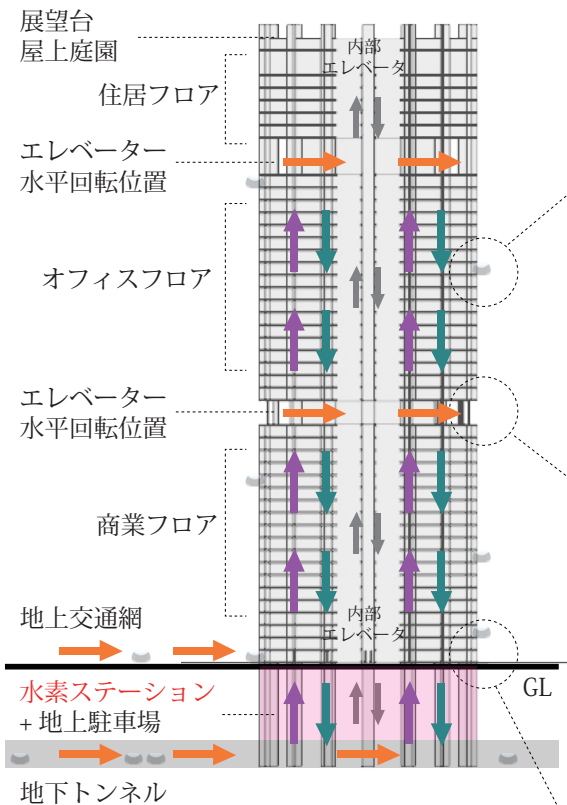 展望台
屋上庭園
内部
エレベータ
住居フロア
エレベーター
水平回転位置
オフィスフロア
エレベーター
水平回転位置
商業フロア
内部
エレベータ
地上交通網
GL
水素ステーション
+ 地上駐車場
地下トンネル